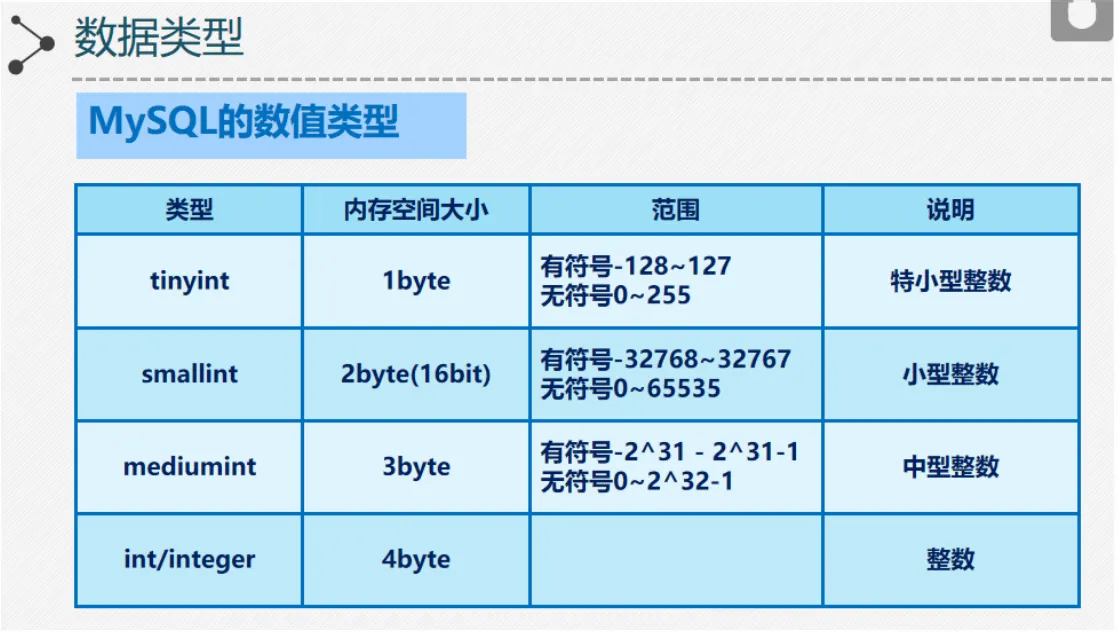 数据类型
MySQL的数值类型
类型 内存空间大小 范围 说明
tinyint 1byte 有符号-128~127
无符号0~255 特小型整数
smallint 2byte(16bit) 有符号-32768~32767
无符号0~65535 小型整数
mediumint 3byte 有符号-2^31 - 2^31-1
无符号0~2^32-1 中型整数
int/integer 4byte 整数